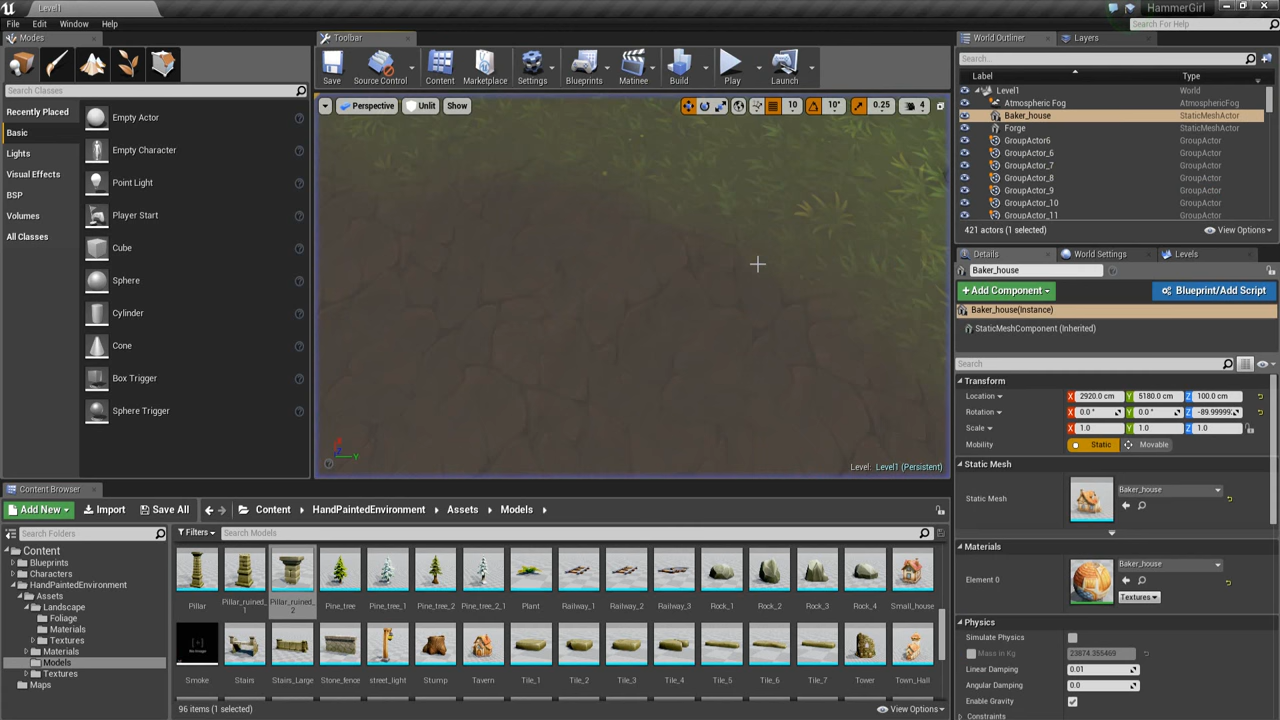 Level1
HammerGirl
File Edit Window Help
Search For Help
Modes
Toolbar
World Outliner
Layers
Save
Source Control
Content
Marketplace
Settings
Blueprints
Matinee
Build
Play
Launch
Search Classes
Search...
Label Type
Recently Placed
Basic
Lights
Visual Effects
BSP
Volumes
All Classes
Empty Actor
Empty Character
Point Light
Player Start
Cube
Sphere
Cylinder
Cone
Box Trigger
Sphere Trigger
Perspective
Unlit
Show
10
10°
0.25
4
Level: Level1 (Persistent)
Level1 World
Atmospheric Fog AtmosphericFog
Baker_house StaticMeshActor
Forge StaticMeshActor
GroupActor6 GroupActor
GroupActor_6 GroupActor
GroupActor_7 GroupActor
GroupActor_8 GroupActor
GroupActor_9 GroupActor
GroupActor_10 GroupActor
GroupActor_11 GroupActor
421 actors (1 selected)
View Options
Details
World Settings
Levels
Baker_house
+Add Component
Blueprint/Add Script
Baker_house(Instance)
StaticMeshComponent (Inherited)
Search
Transform
Location X 2920.0 cm Y 5180.0 cm Z 100.0 cm
Rotation X 0.0 ° Y 0.0 ° Z -89.99999
Scale X 1.0 Y 1.0 Z 1.0
Mobility Static Movable
Static Mesh
Static Mesh Baker_house
Materials
Element 0 Baker_house
Textures
Physics
Simulate Physics
Mass in Kg 23874.355469
Linear Damping 0.01
Angular Damping 0.0
Enable Gravity
Constraints
Content Browser
Add New
Import
Save All
Content HandPaintedEnvironment Assets Models
Search Folders
Filters
Search Models
Content
Blueprints
Characters
HandPaintedEnvironment
Assets
Landscape
Foliage
Materials
Textures
Materials
Models
Textures
Maps
Pillar
Pillar_ruined_
1
Pillar_ruined_
2
Pine_tree
Pine_tree_1
Pine_tree_2
Pine_tree_2_1
Plant
Railway_1
Railway_2
Railway_3
Rock_1
Rock_2
Rock_3
Rock_4
Small_house
Smoke
Stairs
Stairs_Large
Stone_fence
street_light
Stump
Tavern
Tile_1
Tile_2
Tile_3
Tile_4
Tile_5
Tile_6
Tile_7
Tower
Town_Hall
96 items (1 selected)
View Options